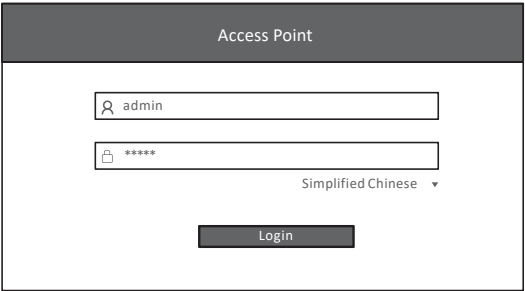 Access Point
admin
*****
Simplified Chinese
Login